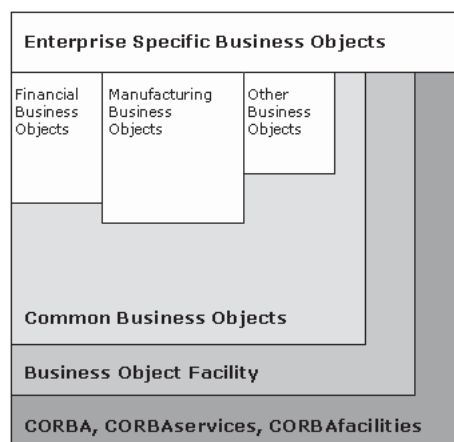 Enterprise Specific Business Objects
Financial
Business
Objects
Manufacturing
Business
Objects
Other
Business
Objects
Common Business Objects
Business Object Facility
CORBA, CORBAservices, CORBAfacilities